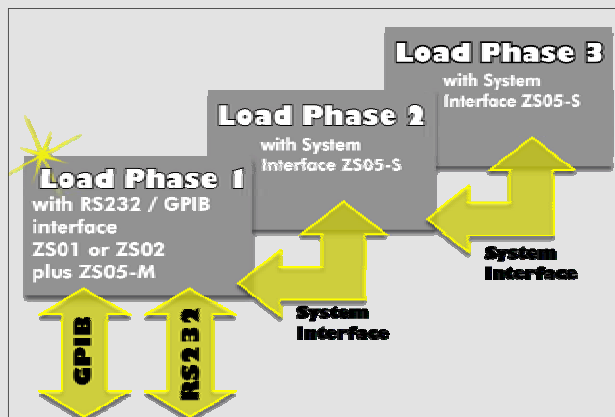 Load Phase 3
with System
Interface ZS05-S
Load Phase 2
with System
Interface ZS05-S
Load Phase 1
with RS232 / GPIB
interface
ZS01 or ZS02
plus ZS05-M
System
Interface
System
Interface
GPIB
RS232